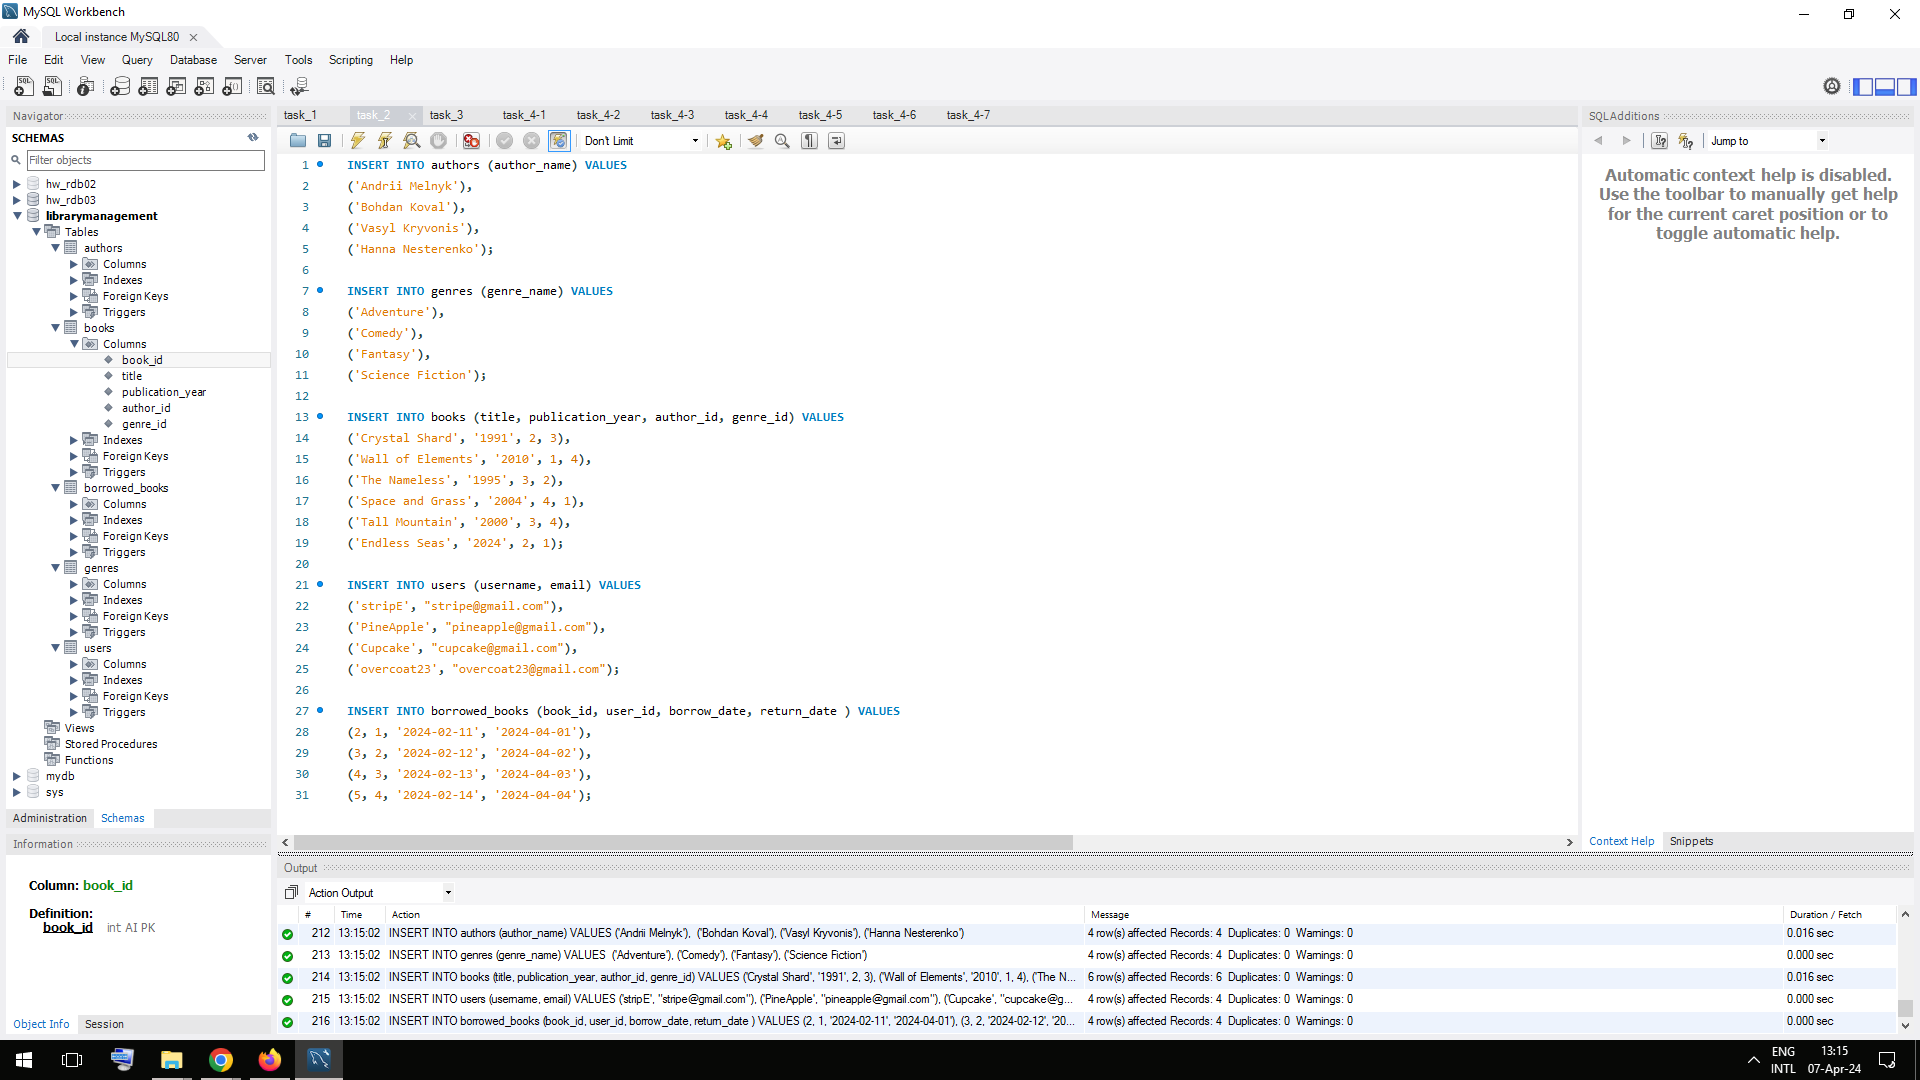 MySQL Workbench
Local instance MySQL80
File Edit View Query Database Server Tools Scripting Help
Navigator
SCHEMAS
Filter objects
hw_rdb02
hw_rdb03
librarymanagement
Tables
authors
Columns
Indexes
Foreign Keys
Triggers
books
Columns
book_id
title
publication_year
author_id
genre_id
Indexes
Foreign Keys
Triggers
borrowed_books
Columns
Indexes
Foreign Keys
Triggers
genres
Columns
Indexes
Foreign Keys
Triggers
users
Columns
Indexes
Foreign Keys
Triggers
Views
Stored Procedures
Functions
mydb
sys
Administration Schemas
Information
Column: book_id
Definition:
book_id int AI PK
Object Info Session
task_1 task_2 task_3 task_4-1 task_4-2 task_4-3 task_4-4 task_4-5 task_4-6 task_4-7
Don't Limit
1 INSERT INTO authors (author_name) VALUES
2 ('Andrii Melnyk'),
3 ('Bohdan Koval'),
4 ('Vasyl Kryvonis'),
5 ('Hanna Nesterenko');
6
7 INSERT INTO genres (genre_name) VALUES
8 ('Adventure'),
9 ('Comedy'),
10 ('Fantasy'),
11 ('Science Fiction');
12
13 INSERT INTO books (title, publication_year, author_id, genre_id) VALUES
14 ('Crystal Shard', '1991', 2, 3),
15 ('Wall of Elements', '2010', 1, 4),
16 ('The Nameless', '1995', 3, 2),
17 ('Space and Grass', '2004', 4, 1),
18 ('Tall Mountain', '2000', 3, 4),
19 ('Endless Seas', '2024', 2, 1);
20
21 INSERT INTO users (username, email) VALUES
22 ('stripE', "stripe@gmail.com"),
23 ('PineApple', "pineapple@gmail.com"),
24 ('Cupcake', "cupcake@gmail.com"),
25 ('overcoat23', "overcoat23@gmail.com");
26
27 INSERT INTO borrowed_books (book_id, user_id, borrow_date, return_date ) VALUES
28 (2, 1, '2024-02-11', '2024-04-01'),
29 (3, 2, '2024-02-12', '2024-04-02'),
30 (4, 3, '2024-02-13', '2024-04-03'),
31 (5, 4, '2024-02-14', '2024-04-04');
SQLAdditions
Jump to
Automatic context help is disabled.
Use the toolbar to manually get help
for the current caret position or to
toggle automatic help.
Context Help Snippets
Output
Action Output
# Time Action Message Duration / Fetch
212 13:15:02 INSERT INTO authors (author_name) VALUES ('Andrii Melnyk'), ('Bohdan Koval'), ('Vasyl Kryvonis'), ('Hanna Nesterenko') 4 row(s) affected Records: 4 Duplicates: 0 Warnings: 0 0.016 sec
213 13:15:02 INSERT INTO genres (genre_name) VALUES ('Adventure'), ('Comedy'), ('Fantasy'), ('Science Fiction') 4 row(s) affected Records: 4 Duplicates: 0 Warnings: 0 0.000 sec
214 13:15:02 INSERT INTO books (title, publication_year, author_id, genre_id) VALUES ('Crystal Shard', '1991', 2, 3), ('Wall of Elements', '2010', 1, 4), ('The N... 6 row(s) affected Records: 6 Duplicates: 0 Warnings: 0 0.016 sec
215 13:15:02 INSERT INTO users (username, email) VALUES ('stripE', "stripe@gmail.com"), ('PineApple', "pineapple@gmail.com"), ('Cupcake', "cupcake@g... 4 row(s) affected Records: 4 Duplicates: 0 Warnings: 0 0.000 sec
216 13:15:02 INSERT INTO borrowed_books (book_id, user_id, borrow_date, return_date ) VALUES (2, 1, '2024-02-11', '2024-04-01'), (3, 2, '2024-02-12', '20... 4 row(s) affected Records: 4 Duplicates: 0 Warnings: 0 0.000 sec
ENG 13:15
INTL 07-Apr-24